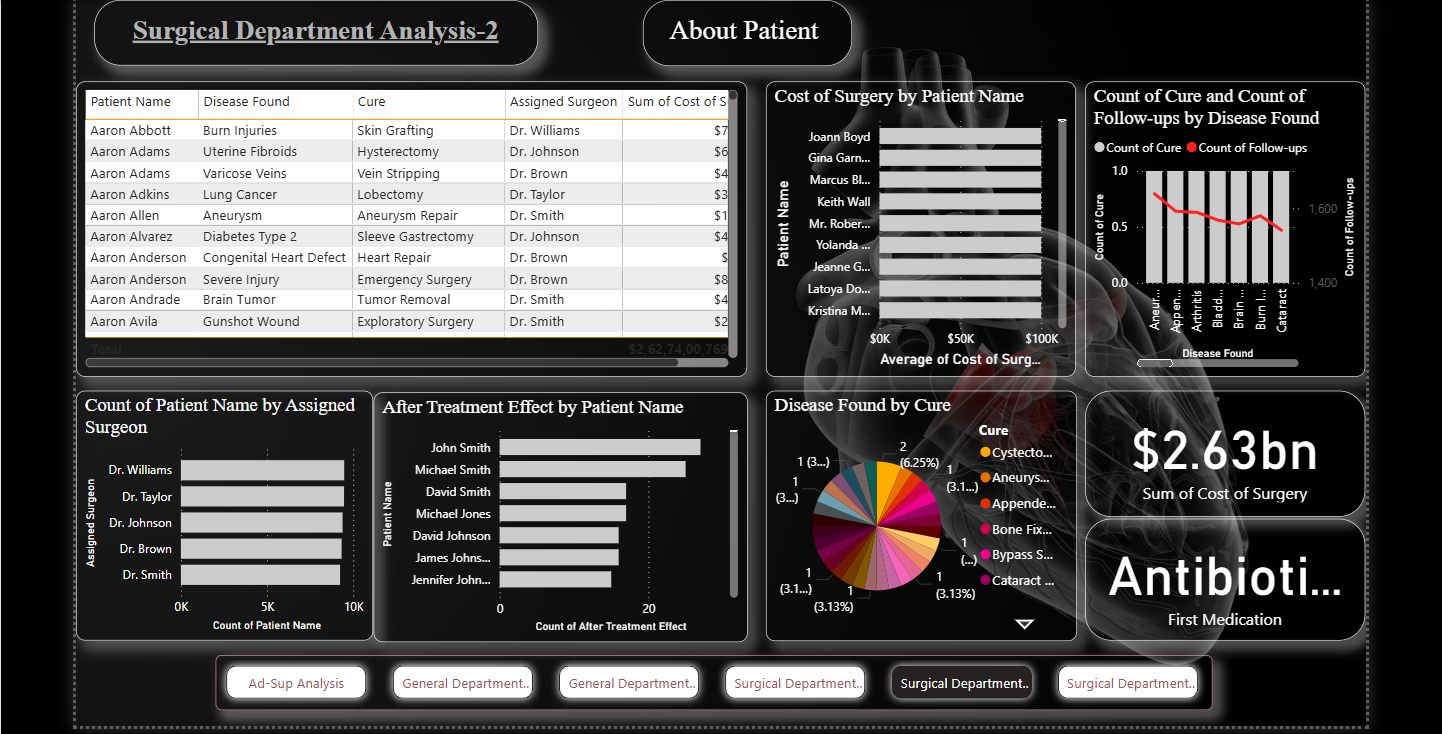 Surgical Department Analysis-2
About Patient
Patient Name Disease Found Cure Assigned Surgeon Sum of Cost of S
Aaron Abbott Burn Injuries Skin Grafting Dr. Williams $7
Aaron Adams Uterine Fibroids Hysterectomy Dr. Johnson $6
Aaron Adams Varicose Veins Vein Stripping Dr. Brown $4
Aaron Adkins Lung Cancer Lobectomy Dr. Taylor $3
Aaron Allen Aneurysm Aneurysm Repair Dr. Smith $1
Aaron Alvarez Diabetes Type 2 Sleeve Gastrectomy Dr. Johnson $4
Aaron Anderson Congenital Heart Defect Heart Repair Dr. Brown $
Aaron Anderson Severe Injury Emergency Surgery Dr. Brown $8
Aaron Andrade Brain Tumor Tumor Removal Dr. Smith $4
Aaron Avila Gunshot Wound Exploratory Surgery Dr. Smith $2
Total $2,62,74,00,769
Cost of Surgery by Patient Name
Patient Name
Joann Boyd
Gina Garn...
Marcus Bl...
Keith Wall
Mr. Rober...
Yolanda ...
Jeanne G...
Latoya Do...
Kristina M...
$0K $50K $100K
Average of Cost of Surg...
Count of Cure and Count of
Follow-ups by Disease Found
Count of Cure Count of Follow-ups
Count of Cure
1.0
0.5
0.0
1,600
1,400
Count of Follow-ups
Aneur...
Appen...
Arthritis
Bladd...
Brain ...
Burn I...
Cataract
Disease Found
Count of Patient Name by Assigned
Surgeon
Assigned Surgeon
Dr. Williams
Dr. Taylor
Dr. Johnson
Dr. Brown
Dr. Smith
0K 5K 10K
Count of Patient Name
After Treatment Effect by Patient Name
Patient Name
John Smith
Michael Smith
David Smith
Michael Jones
David Johnson
James Johns...
Jennifer John...
0 20
Count of After Treatment Effect
Disease Found by Cure
2
(6.25%)
1
(3.1...)
1
(...)
1
(3.13%)
1
(3.13%)
1
(3.1...)
1
(3...)
1 (3...)
Cure
Cystecto...
Aneurys...
Appende...
Bone Fix...
Bypass S...
Cataract ...
$2.63bn
Sum of Cost of Surgery
Antibioti...
First Medication
Ad-Sup Analysis
General Department..
General Department..
Surgical Department..
Surgical Department..
Surgical Department..